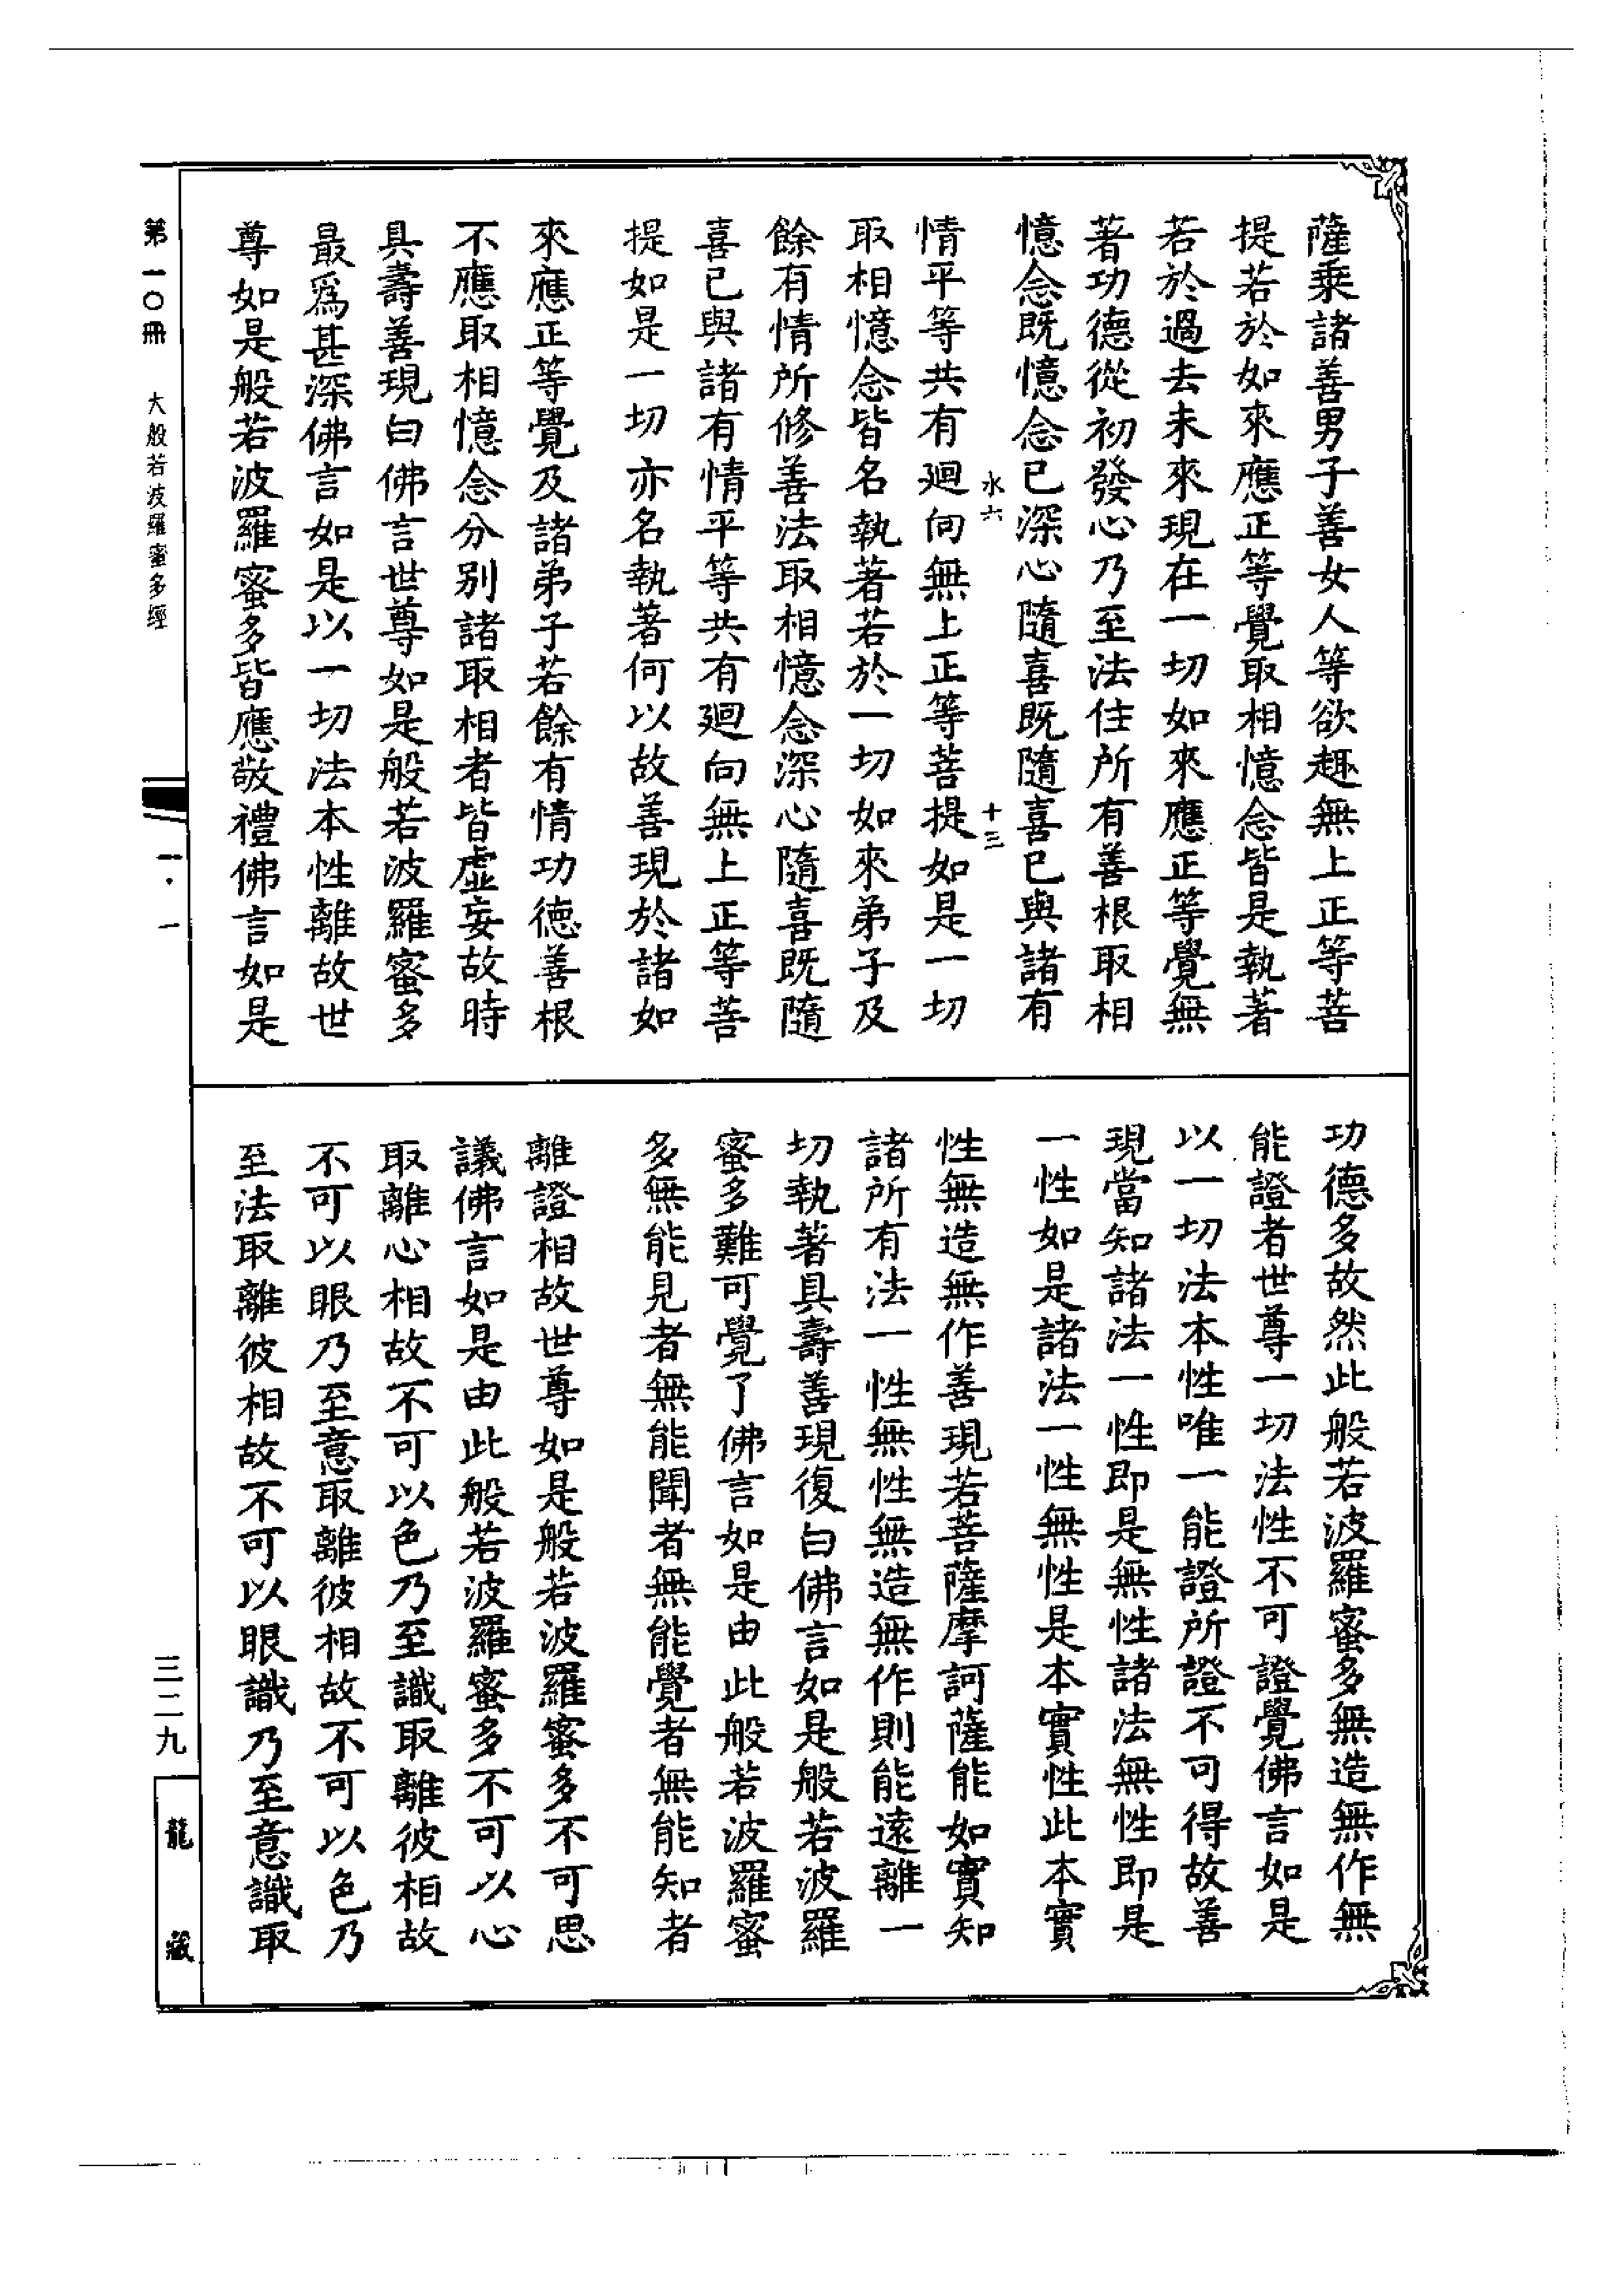 薩乘諸善男子善女人等欲趣無上正等菩
提若於如來應正等覺取相憶念皆是執著
若於過去未來現在一切如來應正等覺無
著功德從初發心乃至法住所有善根取相
憶念既憶念已深心隨喜既隨喜已與諸有
水六 十三
情平等共有迴向無上正等菩提如是一切
取相憶念皆名執著若於一切如來弟子及
餘有情所修善法取相憶念深心隨喜既隨
喜已與諸有情平等共有迴向無上正等菩
提如是一切亦名執著何以故善現於諸如
來應正等覺及諸弟子若餘有情功德善根
不應取相憶念分別諸取相者皆虛妄故時
具壽善現白佛言世尊如是般若波羅蜜多
最為甚深佛言如是以一切法本性離故世
尊如是般若波羅蜜多皆應敬禮佛言如是
功德多故然此般若波羅蜜多無造無作無
能證者世尊一切法性不可證覺佛言如是
以一切法本性唯一能證所證不可得故善
現當知諸法一性即是無性諸法無性即是
一性如是諸法一性無性是本實性此本實
性無造無作善現若菩薩摩訶薩能如實知
諸所有法一性無性無造無作則能遠離一
切執著具壽善現復白佛言如是般若波羅
蜜多難可覺了佛言如是由此般若波羅蜜
多無能見者無能聞者無能覺者無能知者
離證相故世尊如是般若波羅蜜多不可思
議佛言如是由此般若波羅蜜多不可以心
取離心相故不可以色乃至識取離彼相故
不可以眼乃至意取離彼相故不可以色乃
至法取離彼相故不可以眼識乃至意識取
第一〇冊 大般若波羅蜜多經
三二九
龍藏